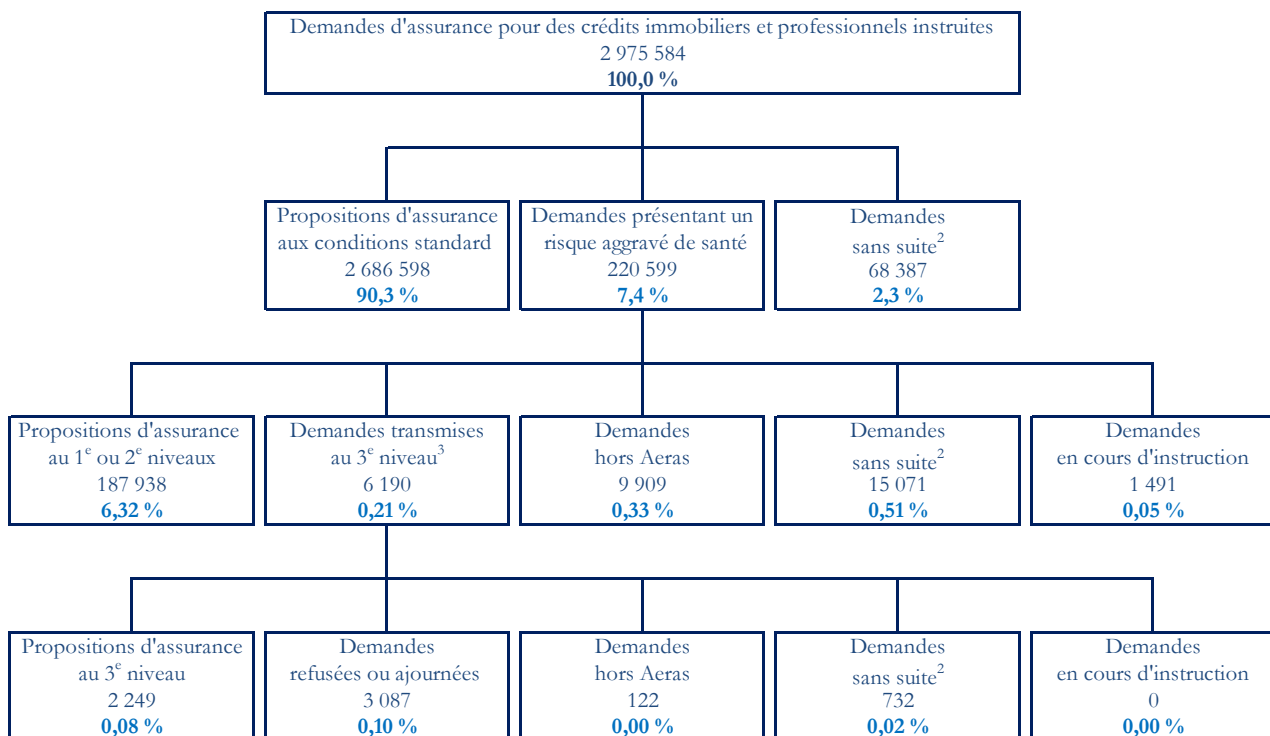 Demandes d'assurance pour des crédits immobiliers et professionnels instruites
2 975 584
100,0 %
Propositions d'assurance
aux conditions standard
2 686 598
90,3 %
Demandes présentant un
risque aggravé de santé
220 599
7,4 %
Demandes
sans suite²
68 387
2,3 %
Propositions d'assurance
au 1ᵉ ou 2ᵉ niveaux
187 938
6,32 %
Demandes transmises
au 3ᵉ niveau³
6 190
0,21 %
Demandes
hors Aeras
9 909
0,33 %
Demandes
sans suite²
15 071
0,51 %
Demandes
en cours d'instruction
1 491
0,05 %
Propositions d'assurance
au 3ᵉ niveau
2 249
0,08 %
Demandes
refusées ou ajournées
3 087
0,10 %
Demandes
hors Aeras
122
0,00 %
Demandes
sans suite²
732
0,02 %
Demandes
en cours d'instruction
0
0,00 %